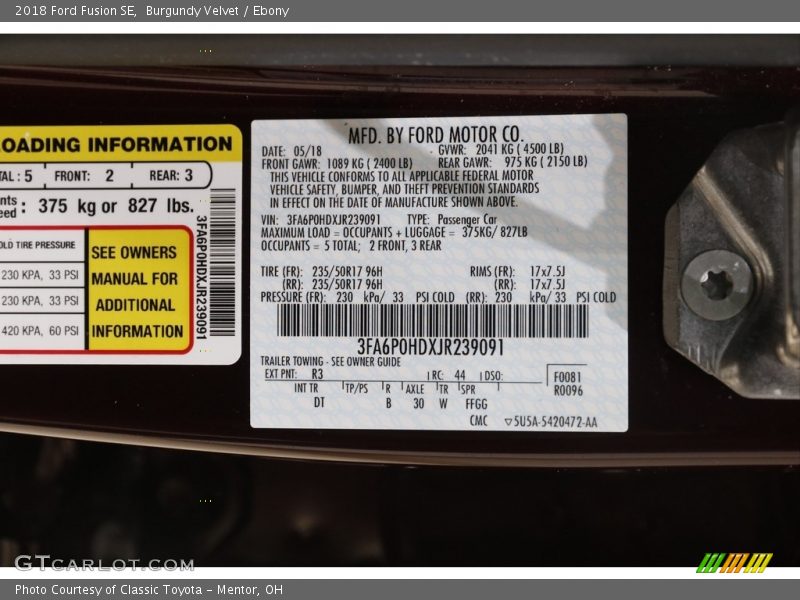 2018 Ford Fusion SE,  Burgundy Velvet / Ebony
OADING INFORMATION
TAL : 5   FRONT: 2   REAR: 3
nts
eed : 375 kg or 827 lbs.
OLD TIRE PRESSURE
230 KPA, 33 PSI
230 KPA, 33 PSI
420 KPA, 60 PSI
SEE OWNERS
MANUAL FOR
ADDITIONAL
INFORMATION
3FA6P0HDXJR239091
MFD. BY FORD MOTOR CO.
DATE: 05/18   GVWR: 2041 KG ( 4500 LB)
FRONT GAWR: 1089 KG ( 2400 LB)   REAR GAWR: 975 KG ( 2150 LB)
THIS VEHICLE CONFORMS TO ALL APPLICABLE FEDERAL MOTOR
VEHICLE SAFETY, BUMPER, AND THEFT PREVENTION STANDARDS
IN EFFECT ON THE DATE OF MANUFACTURE SHOWN ABOVE.
VIN: 3FA6P0HDXJR239091   TYPE: Passenger Car
MAXIMUM LOAD = OCCUPANTS + LUGGAGE = 375KG/ 827LB
OCCUPANTS = 5 TOTAL; 2 FRONT, 3 REAR
TIRE (FR): 235/50R17 96H   RIMS (FR): 17x7.5J
(RR): 235/50R17 96H   (RR): 17x7.5J
PRESSURE (FR): 230 kPa/ 33 PSI COLD (RR): 230 kPa/ 33 PSI COLD
3FA6P0HDXJR239091
TRAILER TOWING - SEE OWNER GUIDE
EXT PNT: R3   RC: 44   DSO:   F0081
R0096
INT TR   TP/PS   R   AXLE   TR   SPR
DT   B   30   W   FFGG
CMC   ▽5U5A-5420472-AA
GTCARLOT.COM
Photo Courtesy of Classic Toyota - Mentor, OH